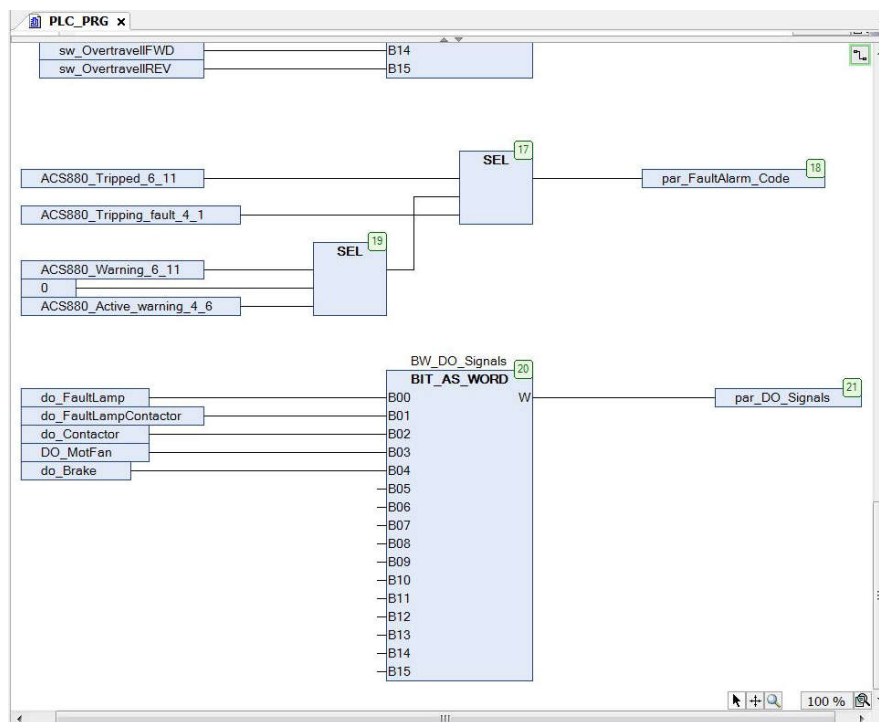 PLC_PRG
sw_OvertravellFWD
B14
sw_OvertravellREV
B15
SEL
17
ACS880_Tripped_6_11
par_FaultAlarm_Code
18
ACS880_Tripping_fault_4_1
SEL
19
ACS880_Warning_6_11
0
ACS880_Active_warning_4_6
BW_DO_Signals
BIT_AS_WORD
20
do_FaultLamp
B00
W
par_DO_Signals
21
do_FaultLampContactor
B01
do_Contactor
B02
DO_MotFan
B03
do_Brake
B04
B05
B06
B07
B08
B09
B10
B11
B12
B13
B14
B15
100 %